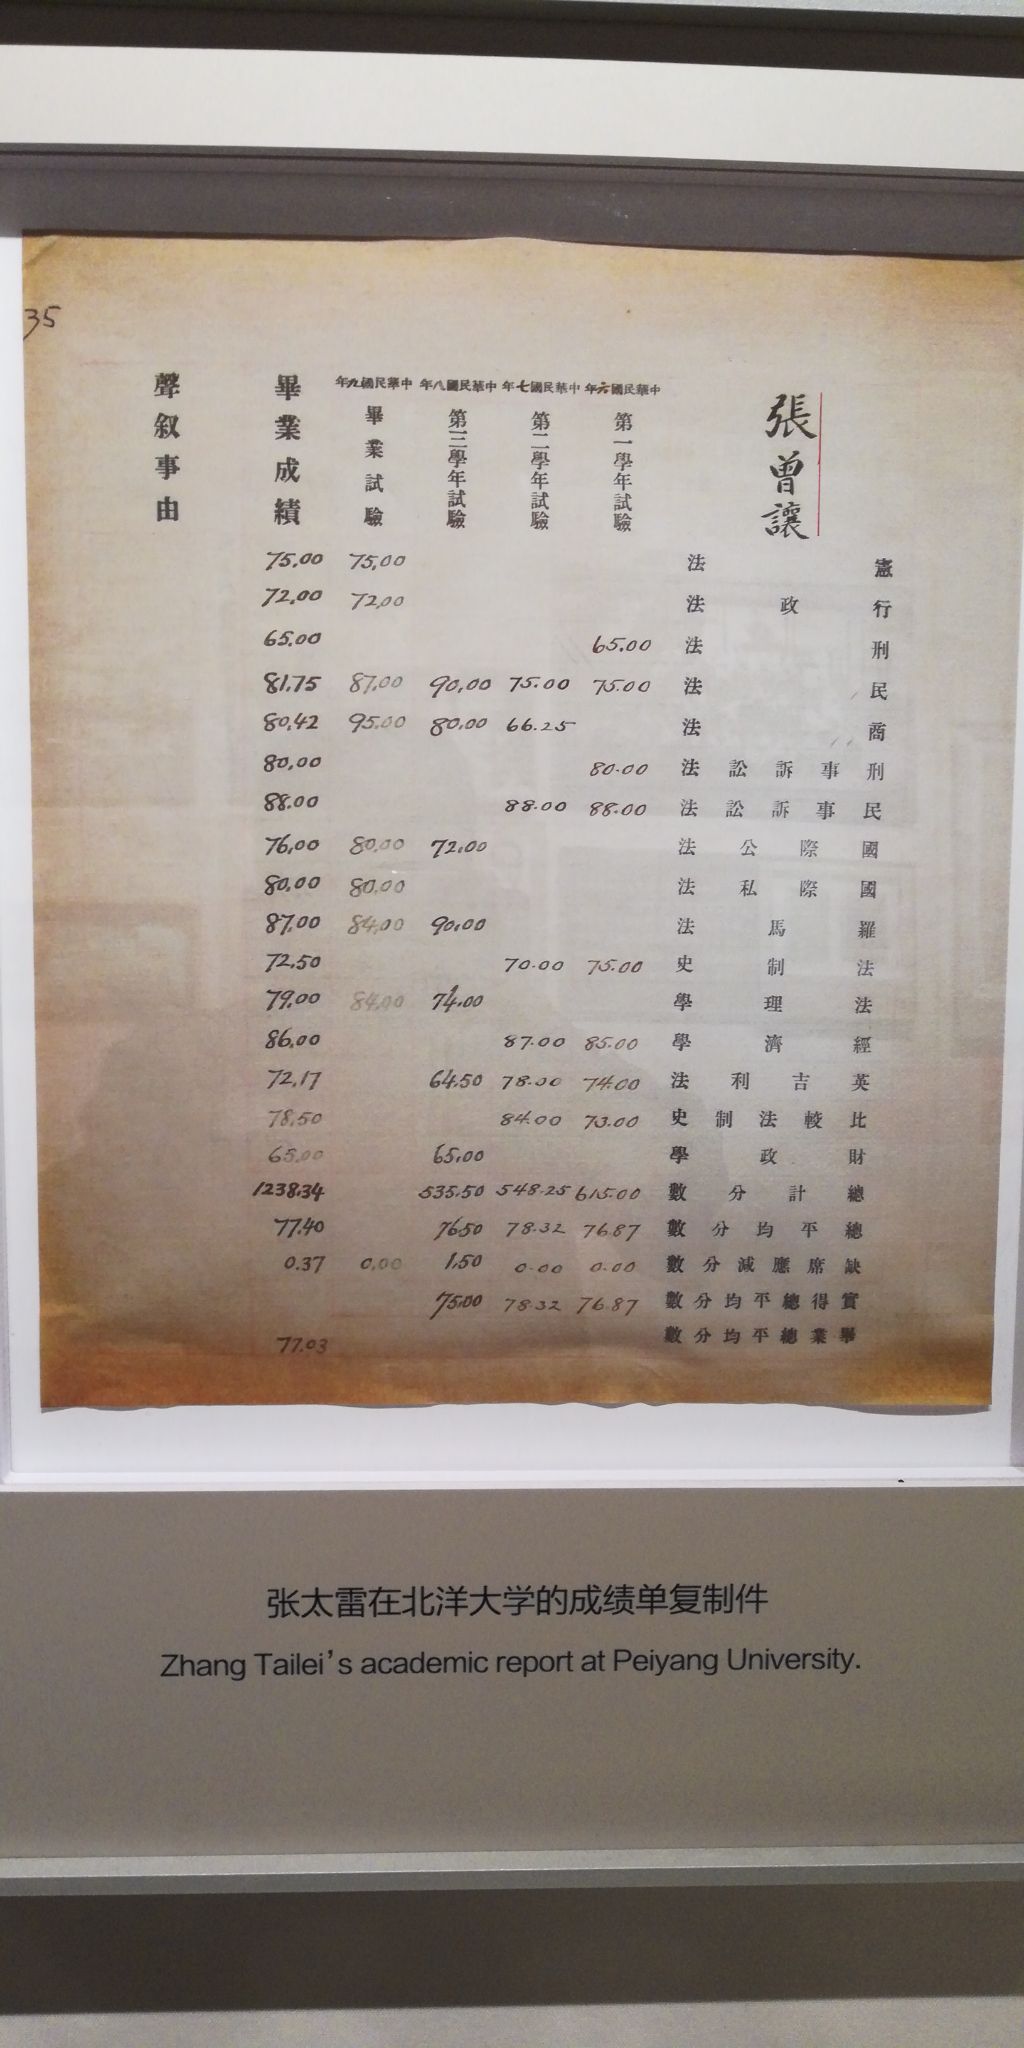 35
張曾讓
中華民國六年 第一學年試驗
中華民國七年 第二學年試驗
中華民國八年 第三學年試驗
中華民國九年 畢業試驗
畢業成績
聲叙事由
憲法 75.00 75.00
行政法 72.00 72.00
刑法 65.00 65.00
民法 75.00 75.00 90.00 87.00 81.75
商法 66.25 80.00 95.00 80.42
刑事訴訟法 80.00 80.00
民事訴訟法 88.00 88.00 88.00
國際公法 72.00 80.00 76.00
國際私法 80.00 80.00
羅馬法 90.00 84.00 87.00
法制史 75.00 70.00 72.50
法理學 74.00 84.00 79.00
經濟學 85.00 87.00 86.00
英吉利法 74.00 78.00 64.50 72.17
比較法制史 73.00 84.00 78.50
財政學 65.00 65.00
總計分數 615.00 548.25 535.50 1238.34
總平均分數 76.87 78.32 76.50 77.40
缺席應減分數 0.00 0.00 1.50 0.00 0.37
實得總平均分數 76.87 78.32 75.00
畢業總平均分數 77.03
张太雷在北洋大学的成绩单复制件
Zhang Tailei's academic report at Peiyang University.